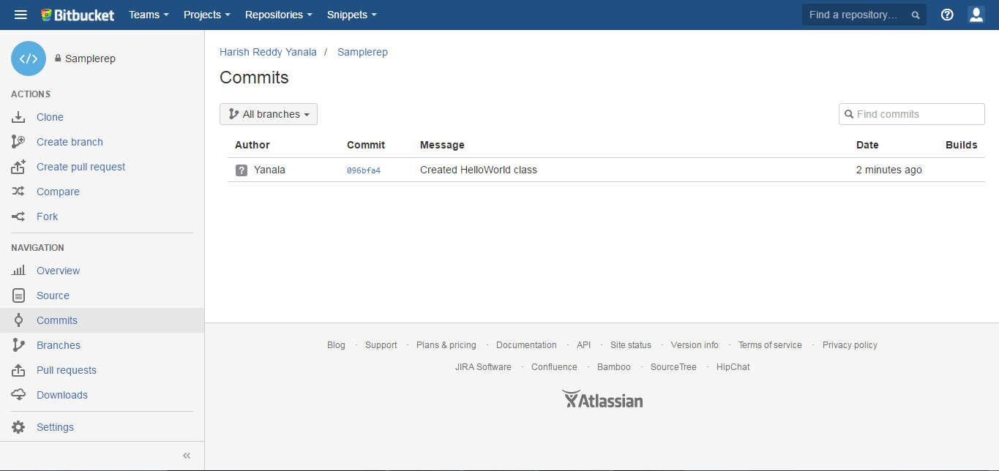 Bitbucket Teams Projects Repositories Snippets Find a repository... ?
</> Samplerep
ACTIONS
Clone
Create branch
Create pull request
Compare
Fork
NAVIGATION
Overview
Source
Commits
Branches
Pull requests
Downloads
Settings
«
Harish Reddy Yanala / Samplerep
Commits
All branches Find commits
Author Commit Message Date Builds
? Yanala 096bfa4 Created HelloWorld class 2 minutes ago
Blog · Support · Plans & pricing · Documentation · API · Site status · Version info · Terms of service · Privacy policy
JIRA Software · Confluence · Bamboo · SourceTree · HipChat
Atlassian